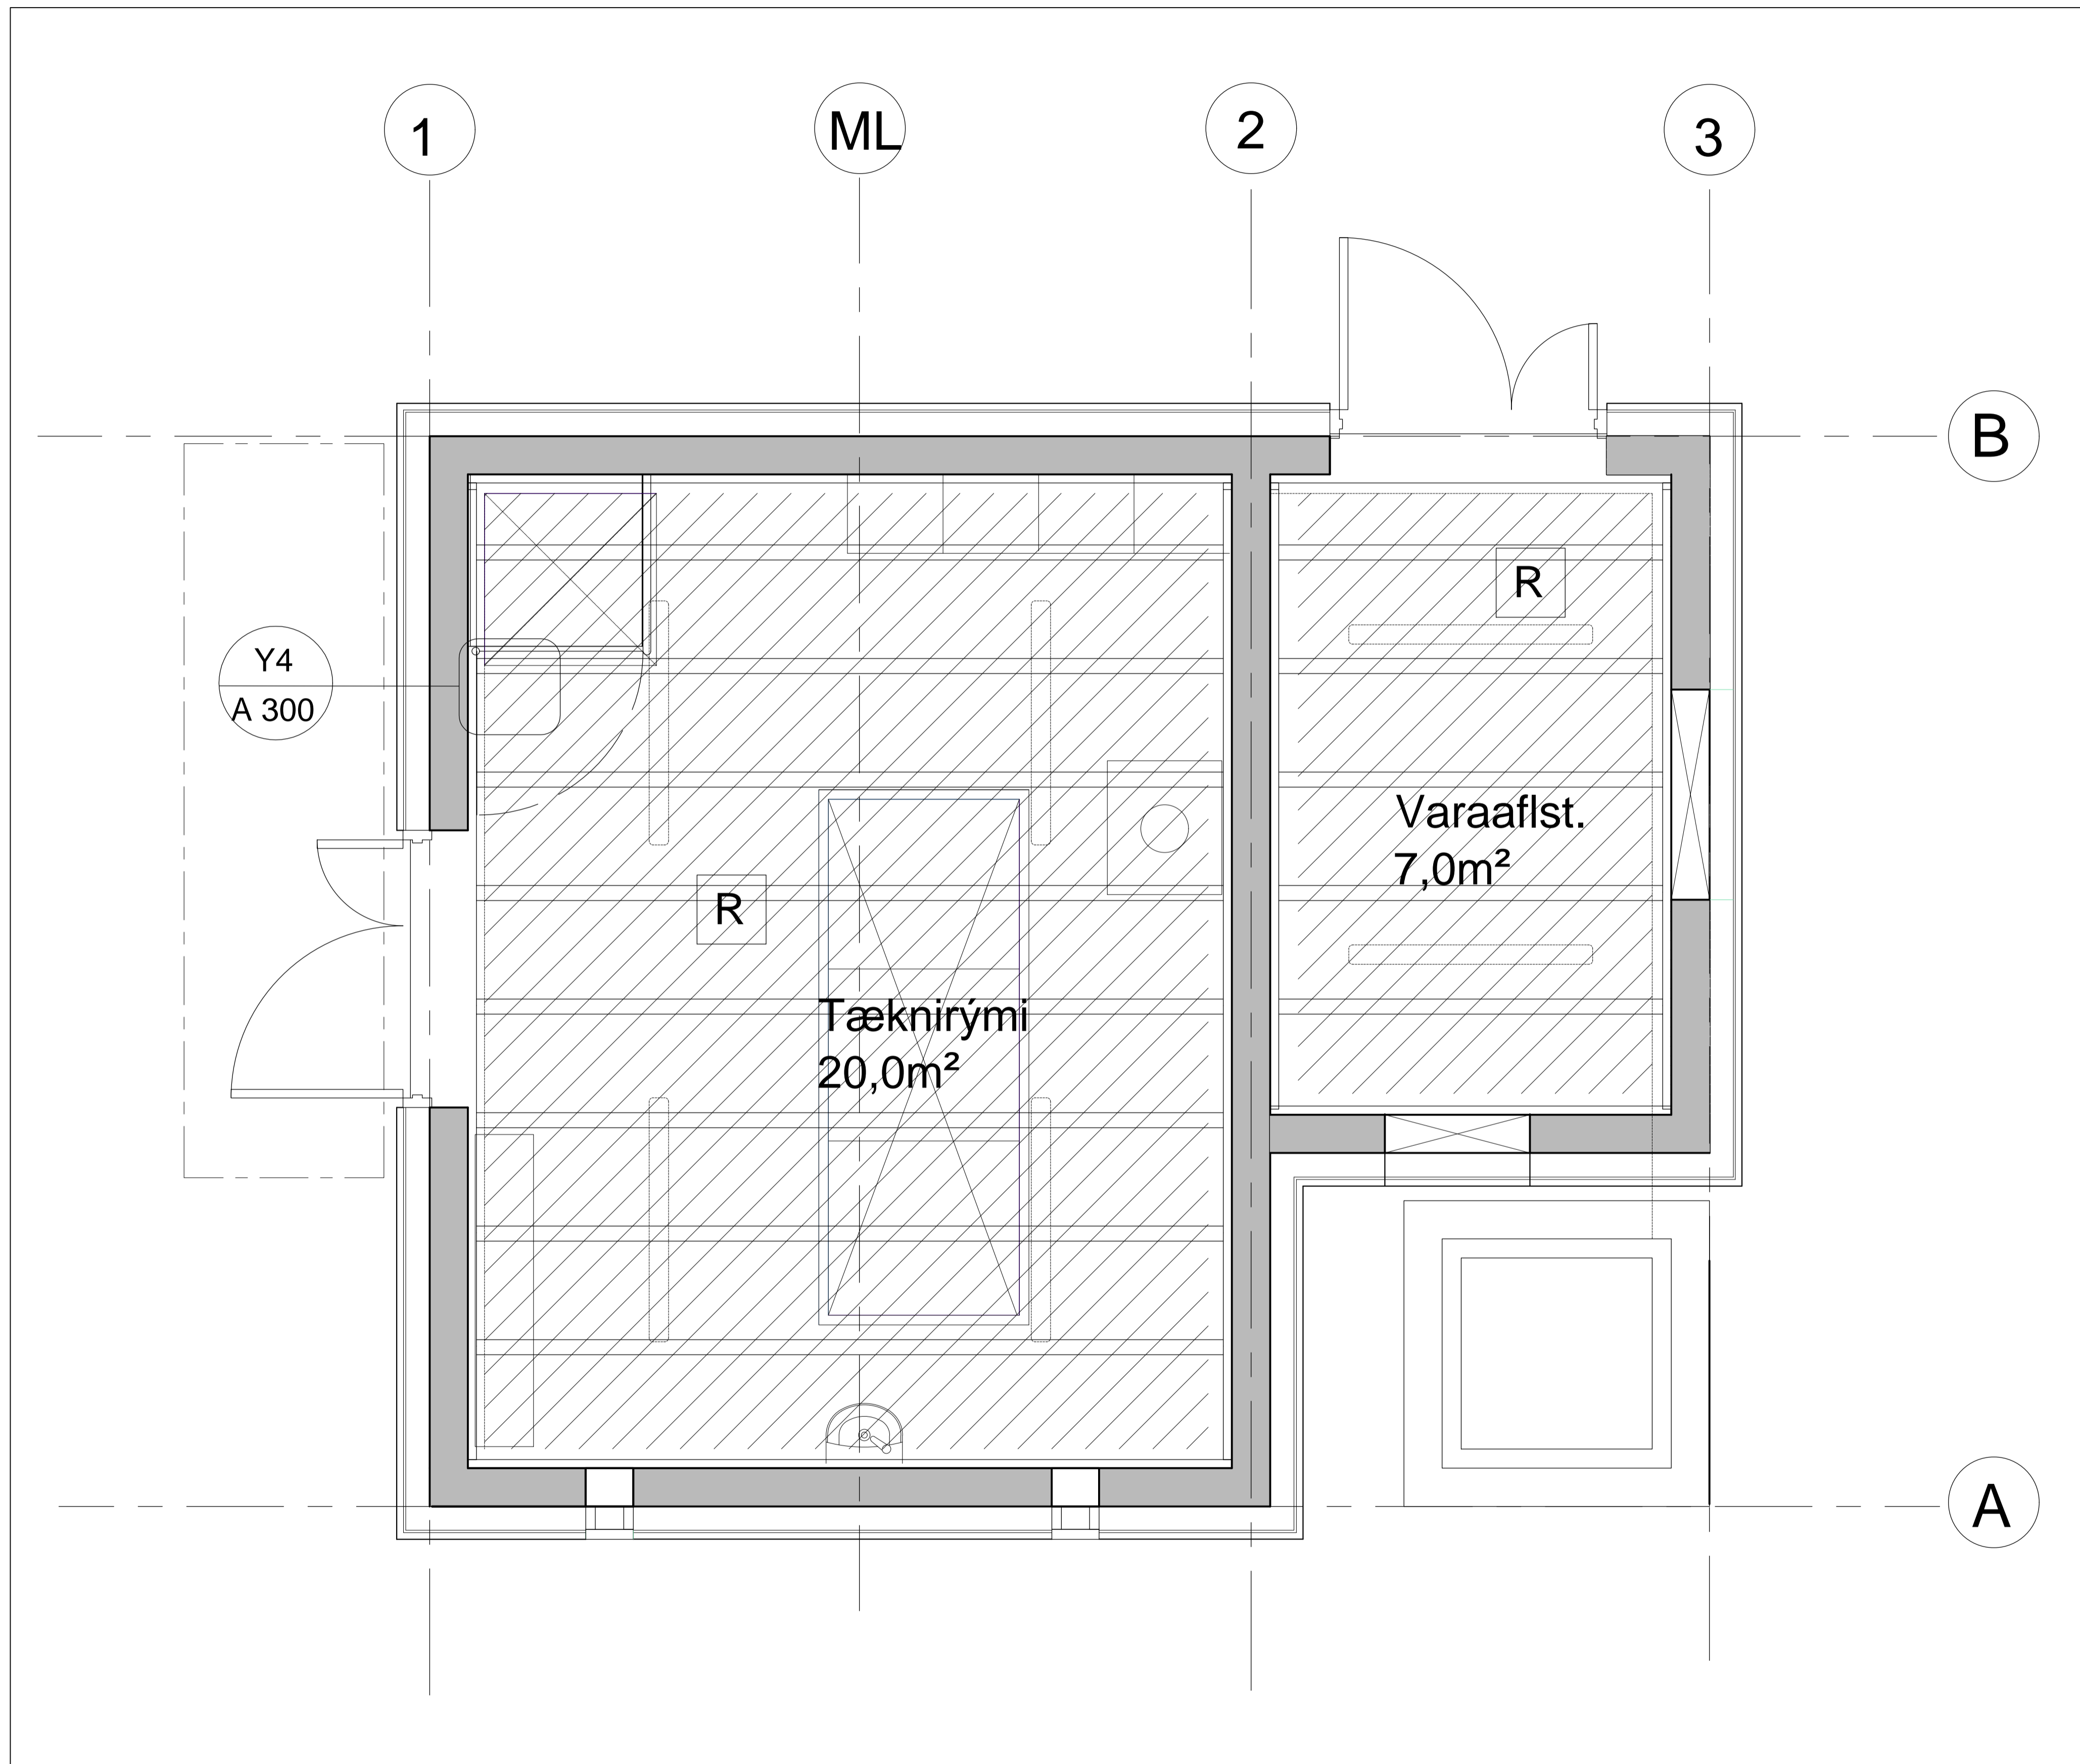 1
ML
2
3
B
R
Y4
A 300
Varaaflst.
7,0m²
R
Tæknirými
20,0m²
A